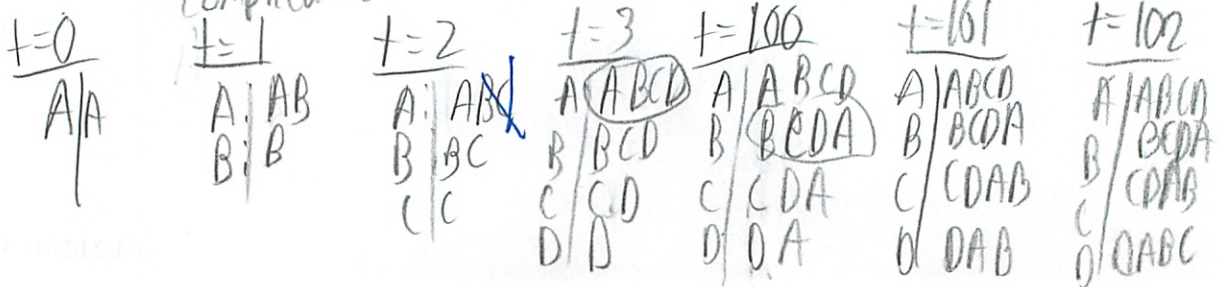 t=0
A|A
t=1
A: AB
B: B
t=2
A: ABC
B| BC
C| C
t=3
A|ABCD
B|BCD
C|CD
D|D
t=100
A|ABCD
B|BCDA
C|CDA
D|DA
t=101
A|ABCD
B|BCDA
C|CDAB
D|DAB
t=102
A|ABCD
B|BCDA
C|CDAB
D|DABC